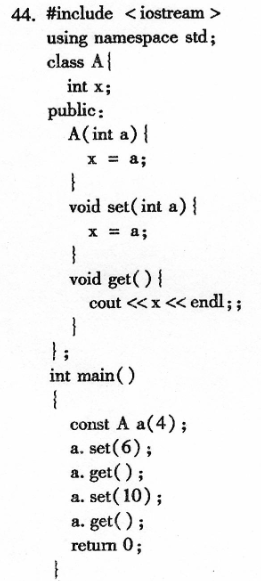 44. #include <iostream>
using namespace std;
class A{
int x;
public:
A(int a){
x = a;
}
void set(int a){
x = a;
}
void get(){
cout <<x<< endl;;
}
};
int main()
{
const A a(4);
a. set(6);
a. get();
a. set(10);
a. get();
return 0;
}